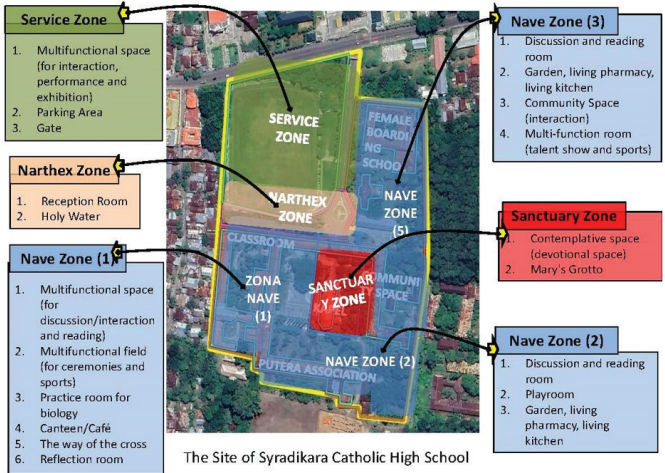 Service Zone
1. Multifunctional space
(for interaction,
performance and
exhibition)
2. Parking Area
3. Gate
Narthex Zone
1. Reception Room
2. Holy Water
Nave Zone (1)
1. Multifunctional space
(for
discussion/interaction
and reading)
2. Multifunctional field
(for ceremonies and
sports)
3. Practice room for
biology
4. Canteen/Café
5. The way of the cross
6. Reflection room
SERVICE
ZONE
FEMALE
BOARDI
NG
SCHOO
NARTHEX
ZONE
NAVE
ZONE
(5)
CLASSROOM
ZONA
NAVE
(1)
SANCTUAR
Y ZONE
COMMUNI
TY SPACE
NAVE ZONE (2)
PUTERA ASSOCIATION
Nave Zone (3)
1. Discussion and reading
room
2. Garden, living pharmacy,
living kitchen
3. Community Space
(interaction)
4. Multi-function room
(talent show and sports)
Sanctuary Zone
1. Contemplative space
(devotional space)
2. Mary's Grotto
Nave Zone (2)
1. Discussion and reading
room
2. Playroom
3. Garden, living
pharmacy, living
kitchen
The Site of Syradikara Catholic High School